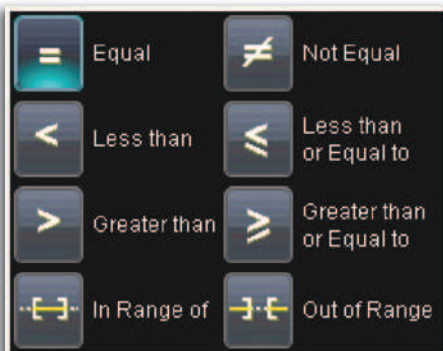 = Equal
≠ Not Equal
< Less than
≤ Less than
or Equal to
> Greater than
≥ Greater than
or Equal to
In Range of
Out of Range